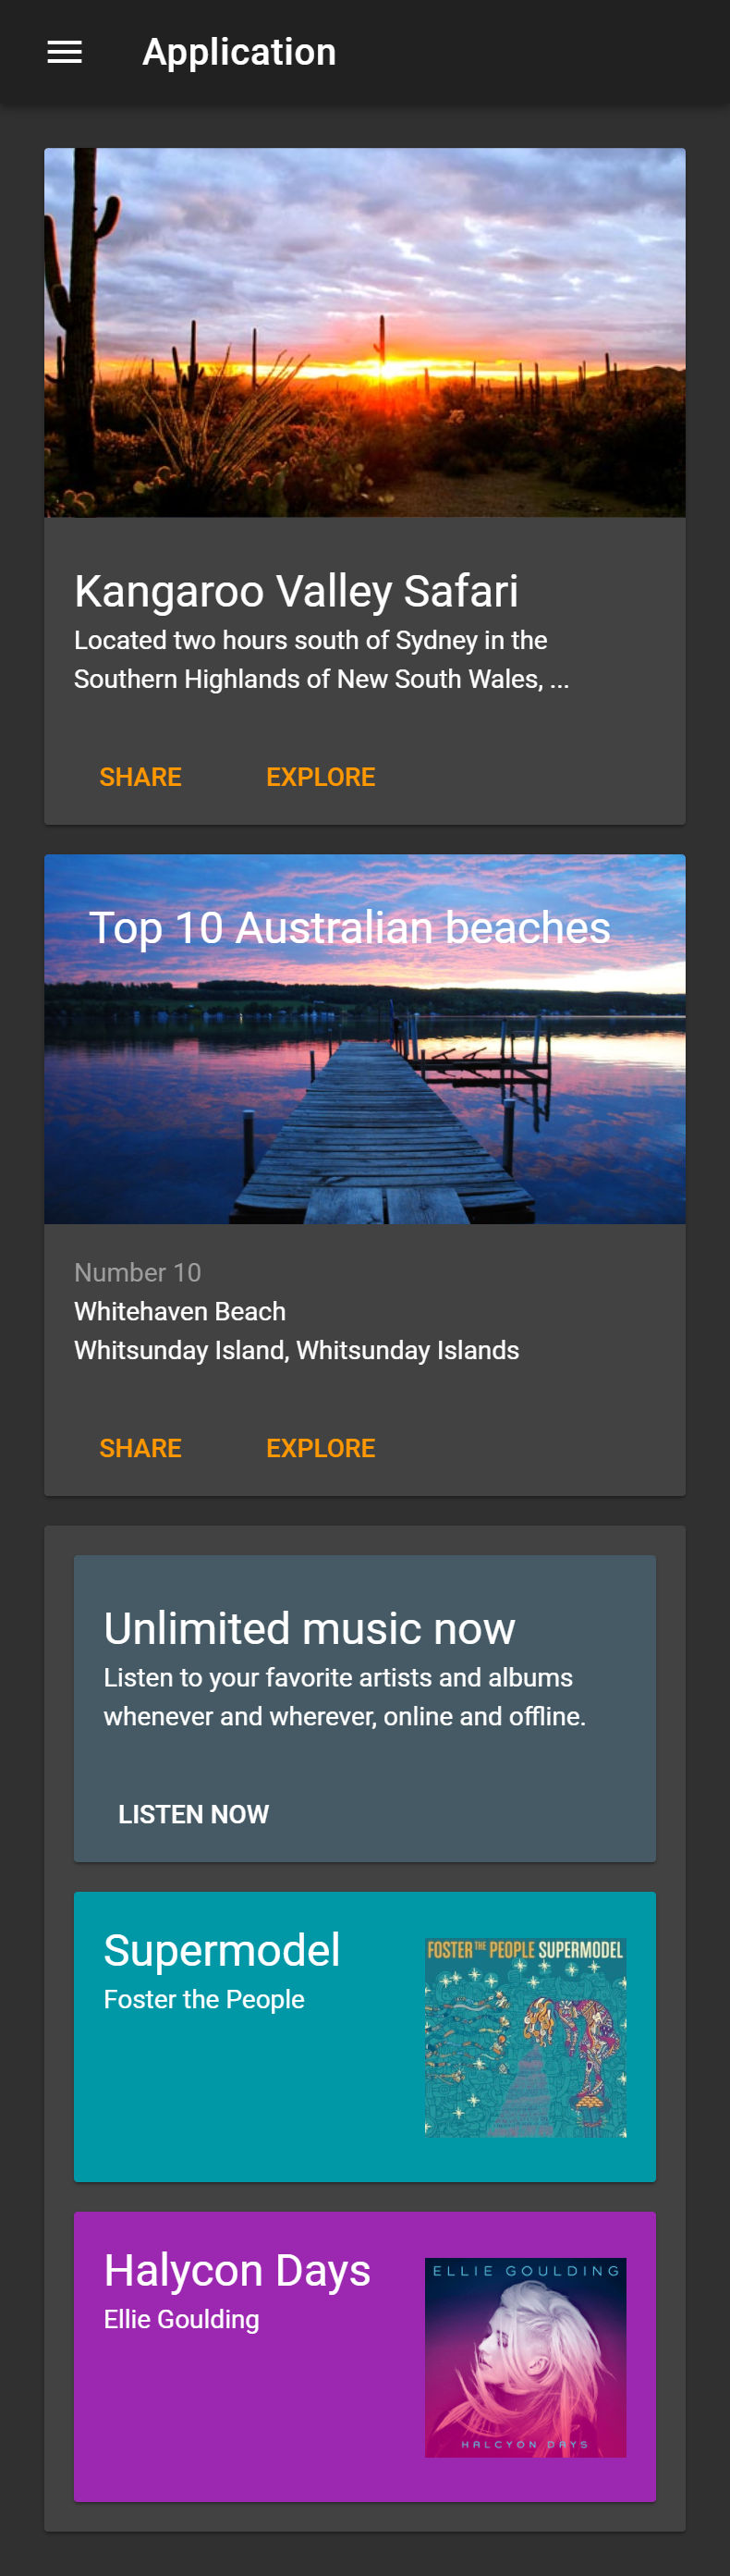 Application
Kangaroo Valley Safari
Located two hours south of Sydney in the
Southern Highlands of New South Wales, ...
SHARE EXPLORE
Top 10 Australian beaches
Number 10
Whitehaven Beach
Whitsunday Island, Whitsunday Islands
SHARE EXPLORE
Unlimited music now
Listen to your favorite artists and albums
whenever and wherever, online and offline.
LISTEN NOW
Supermodel
Foster the People
FOSTER THE PEOPLE SUPERMODEL
Halycon Days
Ellie Goulding
ELLIE GOULDING
HALCYON DAYS